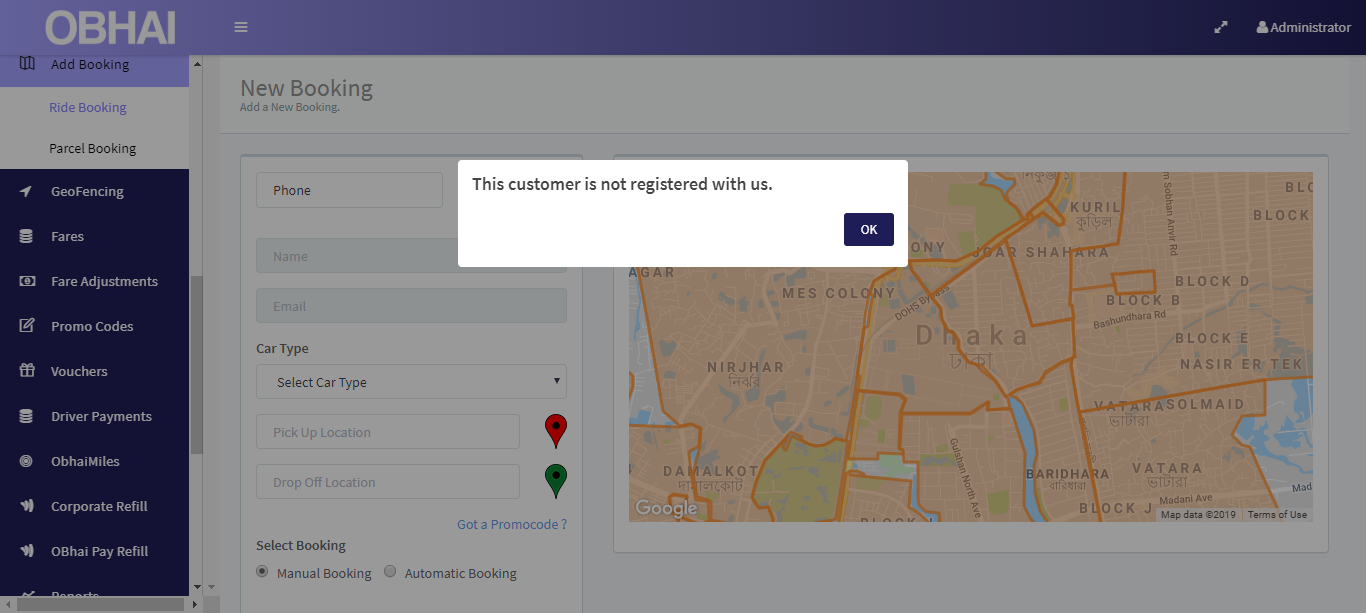 OBHAI
Administrator
Add Booking
Ride Booking
Parcel Booking
GeoFencing
Fares
Fare Adjustments
Promo Codes
Vouchers
Driver Payments
ObhaiMiles
Corporate Refill
OBhai Pay Refill
Reports
New Booking
Add a New Booking.
This customer is not registered with us.
OK
Phone
Name
Email
Car Type
Select Car Type
Pick Up Location
Drop Off Location
Got a Promocode ?
Select Booking
Manual Booking
Automatic Booking
KURIL
কুড়িল
BLOCK
JOAR SHAHARA
MES COLONY
DOHS Bypass
BLOCK D
BLOCK B
Bashundhara Rd
Dhaka
ঢাকা
BLOCK E
NASIR ER TEK
NIRJHAR
নির্ঝর
VATARA
ভাটারা
SOLMAID
Gulshan North Ave
DAMALKOT
দামালকোট
BARIDHARA
বারিধারা
VATARA
ভাটারা
Madani Ave
BLOCK J
Google
Map data ©2019
Terms of Use